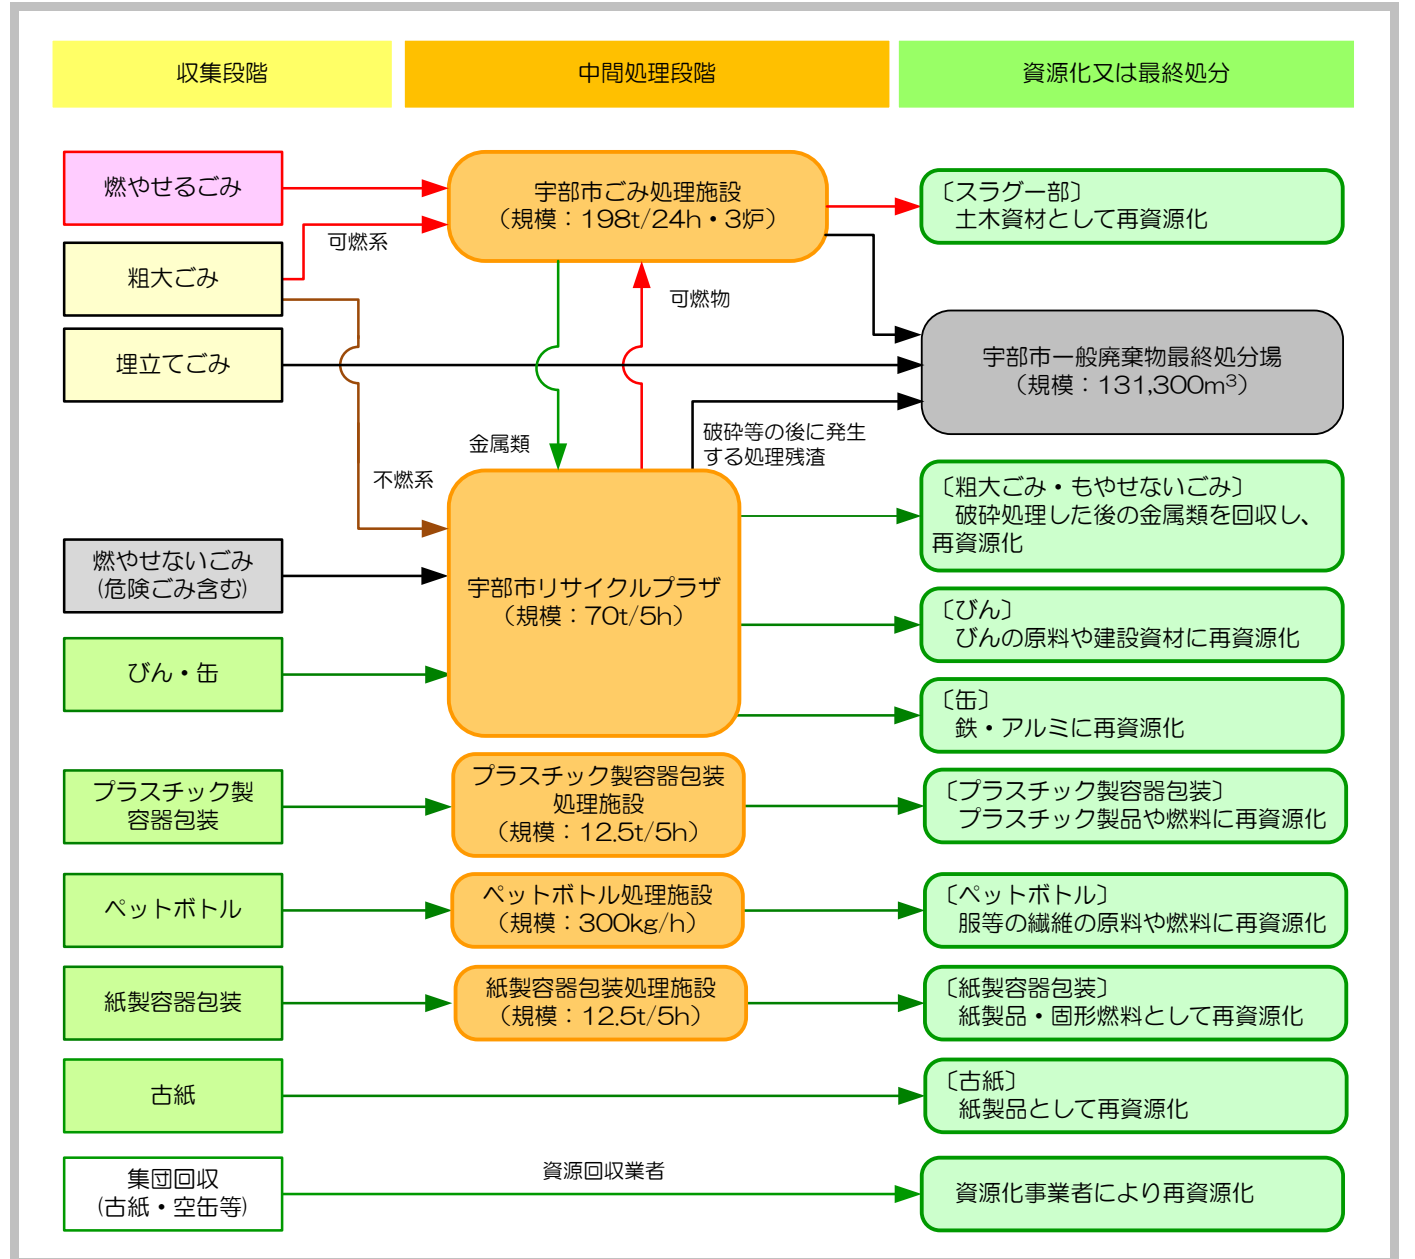 収集段階
中間処理段階
資源化又は最終処分
燃やせるごみ
宇部市ごみ処理施設
（規模：198t/24h・3炉）
〔スラグ一部〕
土木資材として再資源化
可燃系
粗大ごみ
可燃物
埋立てごみ
宇部市一般廃棄物最終処分場
（規模：131,300m³）
金属類
破砕等の後に発生
する処理残渣
不燃系
〔粗大ごみ・もやせないごみ〕
破砕処理した後の金属類を回収し、
再資源化
燃やせないごみ
(危険ごみ含む)
宇部市リサイクルプラザ
（規模：70t/5h）
〔びん〕
びんの原料や建設資材に再資源化
びん・缶
〔缶〕
鉄・アルミに再資源化
プラスチック製
容器包装
プラスチック製容器包装
処理施設
（規模：12.5t/5h）
〔プラスチック製容器包装〕
プラスチック製品や燃料に再資源化
ペットボトル
ペットボトル処理施設
（規模：300kg/h）
〔ペットボトル〕
服等の繊維の原料や燃料に再資源化
紙製容器包装
紙製容器包装処理施設
（規模：12.5t/5h）
〔紙製容器包装〕
紙製品・固形燃料として再資源化
古紙
〔古紙〕
紙製品として再資源化
集団回収
(古紙・空缶等)
資源回収業者
資源化事業者により再資源化